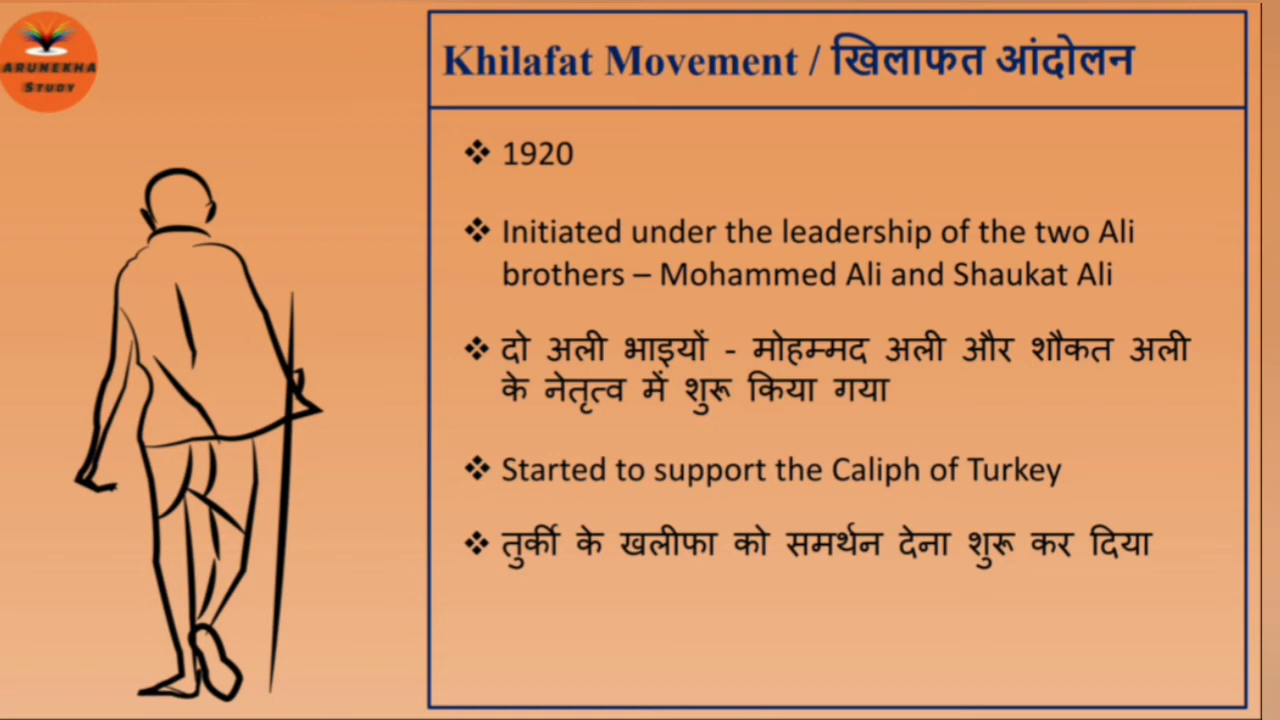 ARUNEKHA
STUDY
Khilafat Movement / खिलाफत आंदोलन
❖ 1920
❖ Initiated under the leadership of the two Ali
brothers – Mohammed Ali and Shaukat Ali
❖ दो अली भाइयों - मोहम्मद अली और शौकत अली
के नेतृत्व में शुरू किया गया
❖ Started to support the Caliph of Turkey
❖ तुर्की के खलीफा को समर्थन देना शुरू कर दिया